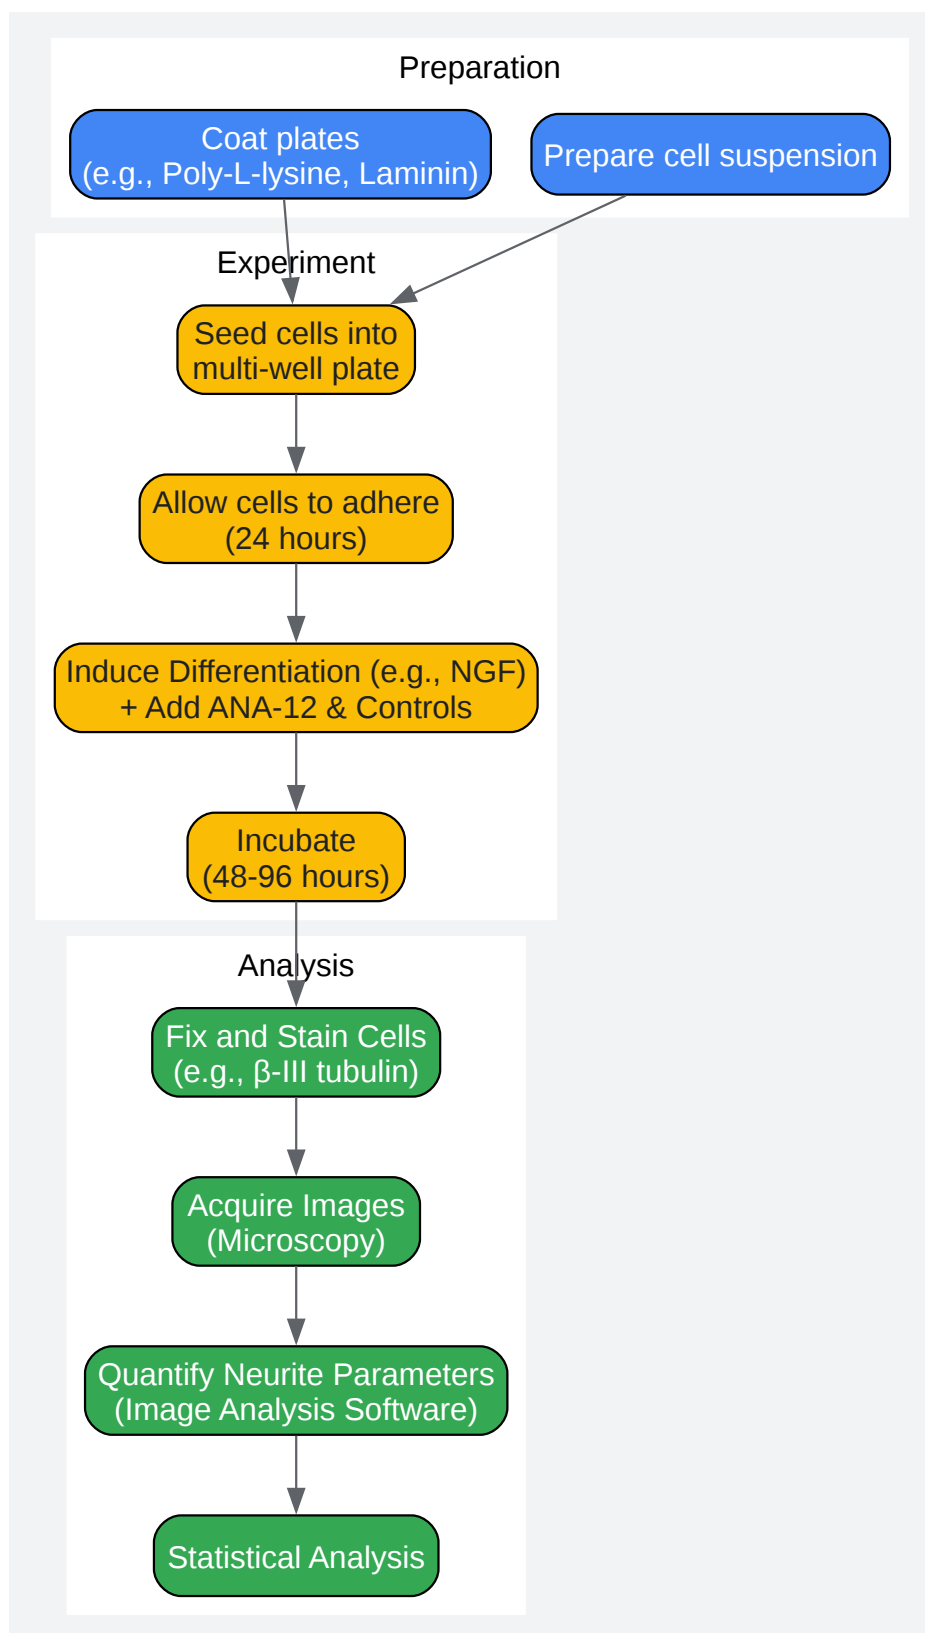 Preparation
Coat plates
(e.g., Poly-L-lysine, Laminin)
Prepare cell suspension
Experiment
Seed cells into
multi-well plate
Allow cells to adhere
(24 hours)
Induce Differentiation (e.g., NGF)
+ Add ANA-12 & Controls
Incubate
(48-96 hours)
Analysis
Fix and Stain Cells
(e.g., β-III tubulin)
Acquire Images
(Microscopy)
Quantify Neurite Parameters
(Image Analysis Software)
Statistical Analysis